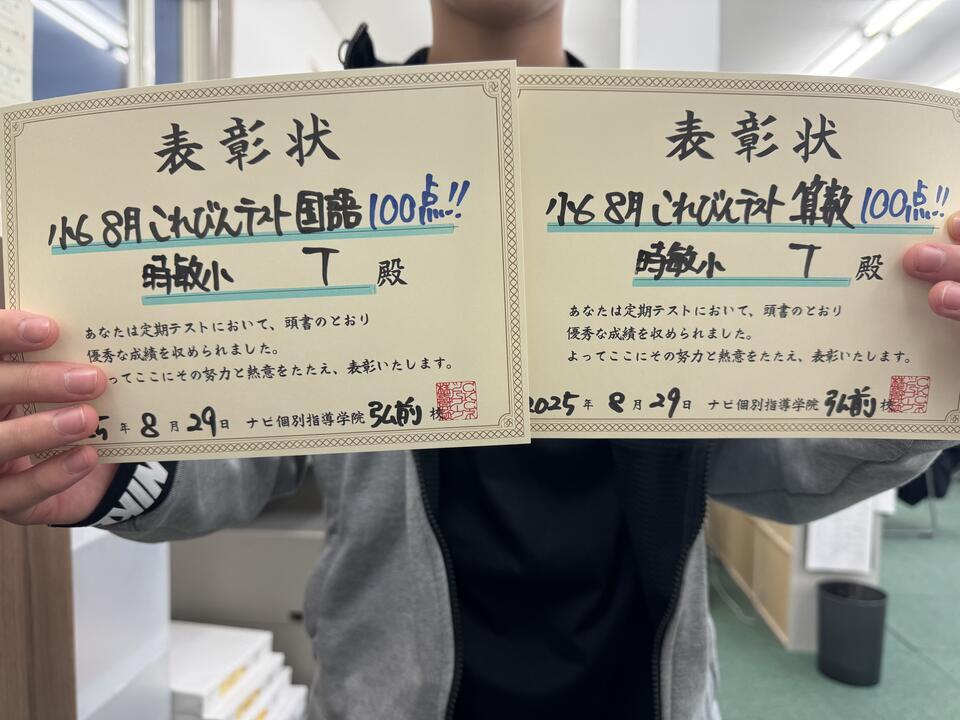 表彰状
小6 8月 これびんテスト 国語 100点!!
時敏小 T 殿
あなたは定期テストにおいて、頭書のとおり
優秀な成績を収められました。
よってここにその努力と熱意をたたえ、表彰いたします。
年 8 月 29 日 ナビ個別指導学院 弘前 校
表彰状
小6 8月 これびんテスト 算数 100点!!
時敏小 T 殿
あなたは定期テストにおいて、頭書のとおり
優秀な成績を収められました。
よってここにその努力と熱意をたたえ、表彰いたします。
2025 年 8 月 29 日 ナビ個別指導学院 弘前 校
NIK